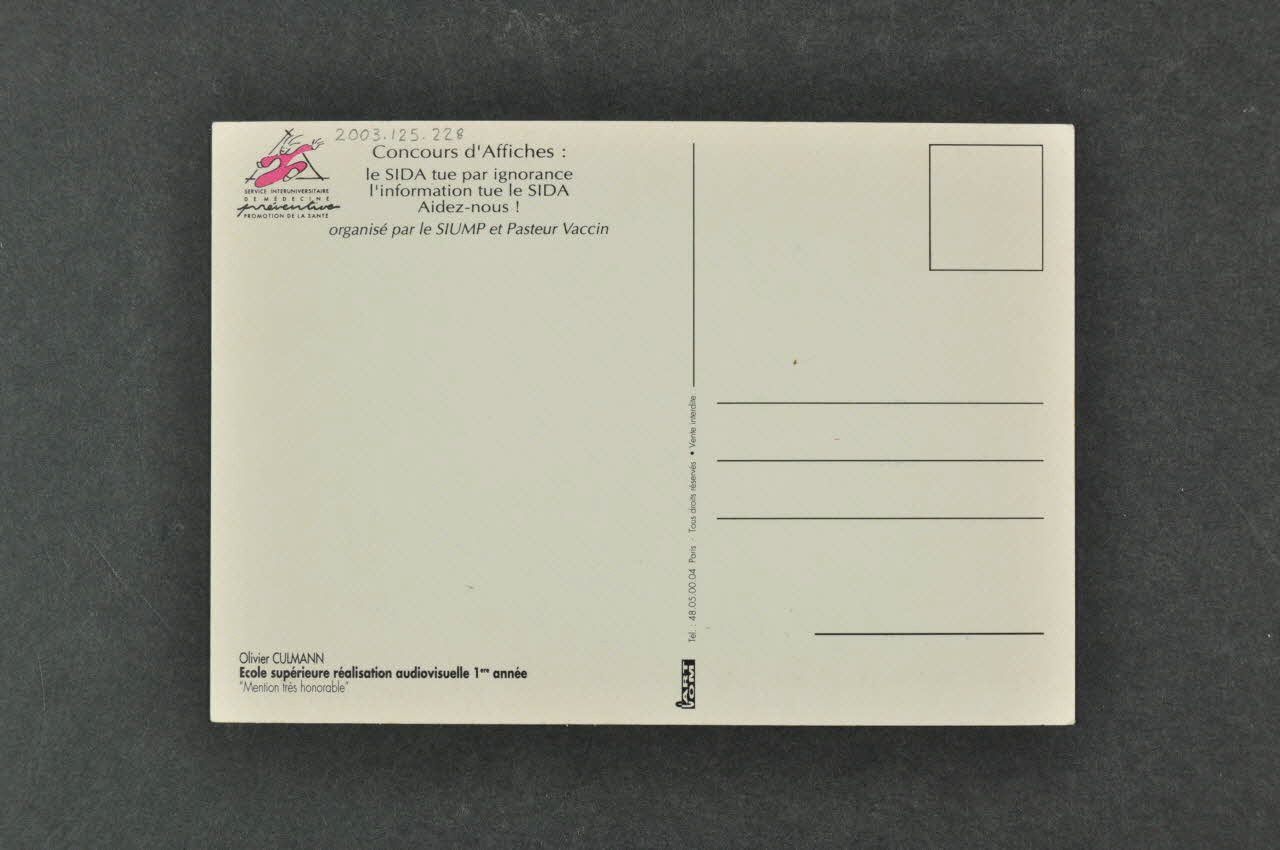 2003.125.228
SERVICE INTERUNIVERSITAIRE
DE MÉDECINE
préventive
PROMOTION DE LA SANTÉ
Concours d'Affiches :
le SIDA tue par ignorance
l'information tue le SIDA
Aidez-nous !
organisé par le SIUMP et Pasteur Vaccin
Olivier CULMANN
Ecole supérieure réalisation audiovisuelle 1ère année
"Mention très honorable"
Tel. : 48.05.00.04 Paris - Tous droits réservés • Vente interdite